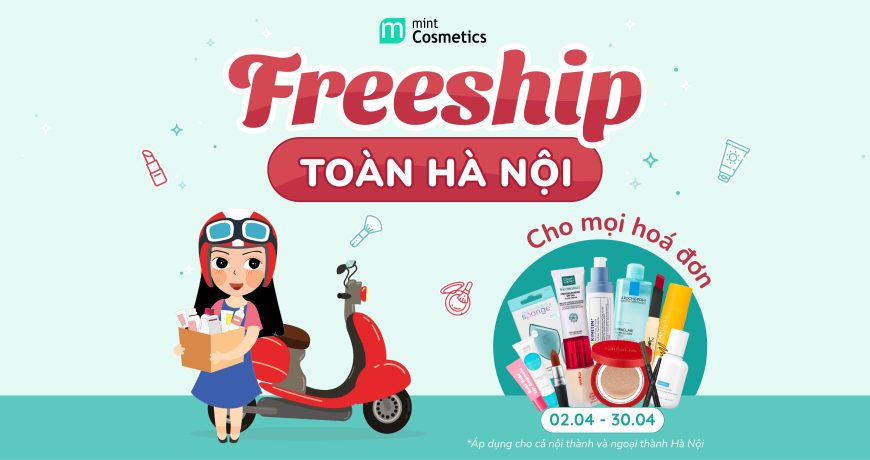 mint
Cosmetics
Freeship
TOÀN HÀ NỘI
Cho mọi hoá đơn
sponge
02.04 - 30.04
*Áp dụng cho cả nội thành và ngoại thành Hà Nội